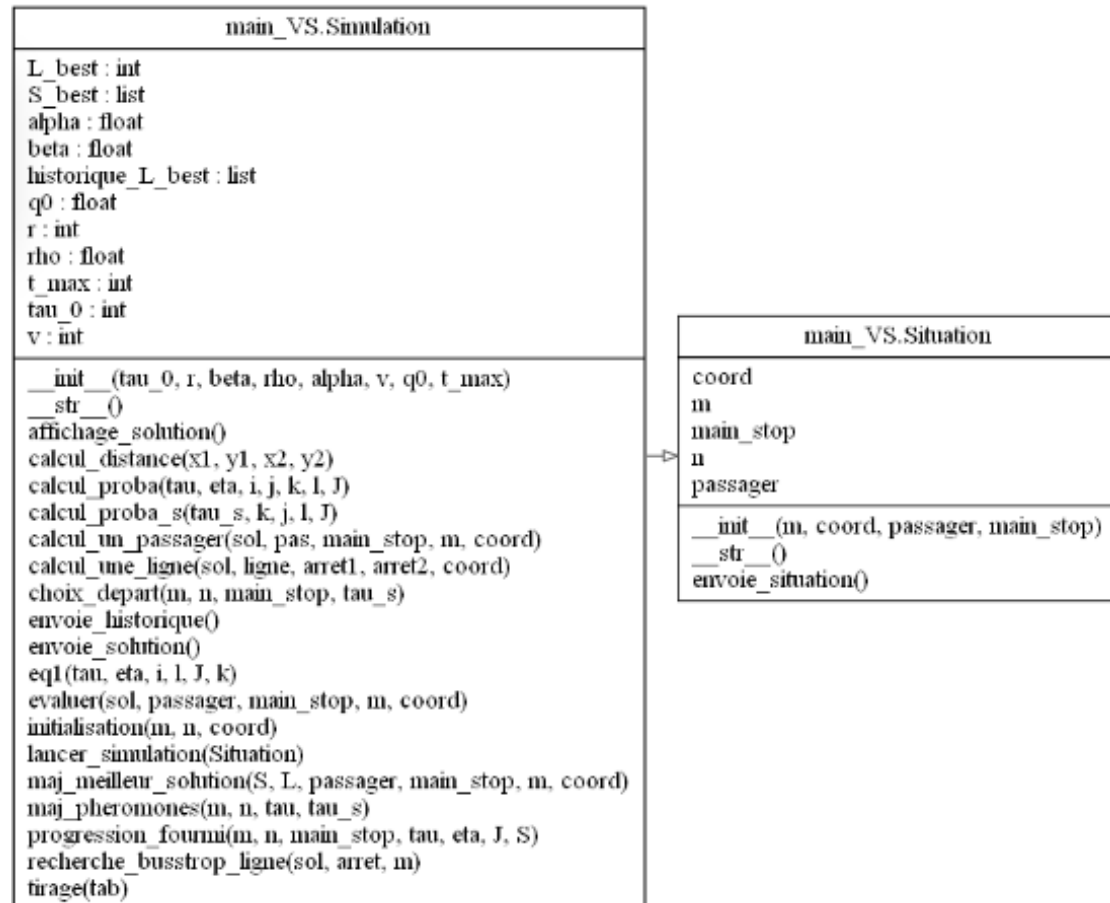 main_VS.Simulation
L_best : int
S_best : list
alpha : float
beta : float
historique_L_best : list
q0 : float
r : int
rho : float
t_max : int
tau_0 : int
v : int
__init__(tau_0, r, beta, rho, alpha, v, q0, t_max)
__str__()
affichage_solution()
calcul_distance(x1, y1, x2, y2)
calcul_proba(tau, eta, i, j, k, l, J)
calcul_proba_s(tau_s, k, j, l, J)
calcul_un_passager(sol, pas, main_stop, m, coord)
calcul_une_ligne(sol, ligne, arret1, arret2, coord)
choix_depart(m, n, main_stop, tau_s)
envoie_historique()
envoie_solution()
eq1(tau, eta, i, l, J, k)
evaluer(sol, passager, main_stop, m, coord)
initialisation(m, n, coord)
lancer_simulation(Situation)
maj_meilleur_solution(S, L, passager, main_stop, m, coord)
maj_pheromones(m, n, tau, tau_s)
progression_fourmi(m, n, main_stop, tau, eta, J, S)
recherche_busstrop_ligne(sol, arret, m)
tirage(tab)
main_VS.Situation
coord
m
main_stop
n
passager
__init__(m, coord, passager, main_stop)
__str__()
envoie_situation()